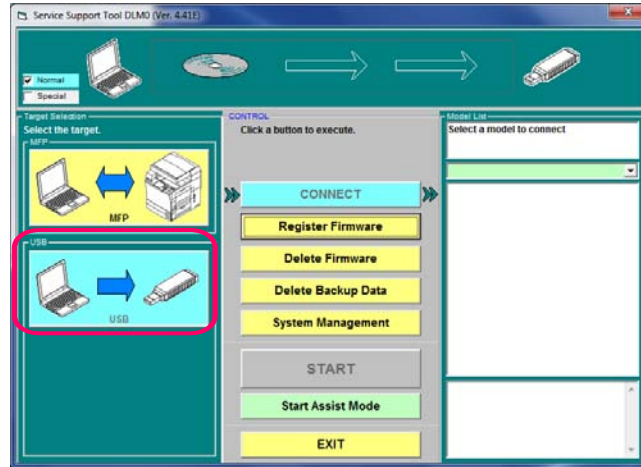 Service Support Tool DLM0 (Ver. 4.41E)
Normal
Special
Target Selection
Select the target.
MFP
MFP
USB
USB
CONTROL
Click a button to execute.
CONNECT
Register Firmware
Delete Firmware
Delete Backup Data
System Management
START
Start Assist Mode
EXIT
Model List
Select a model to connect